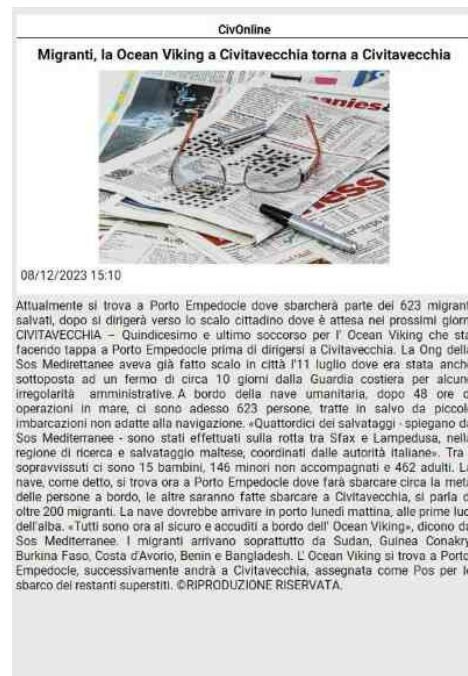 CivOnline
Migranti, la Ocean Viking a Civitavecchia torna a Civitavecchia
08/12/2023 15:10
Attualmente si trova a Porto Empedocle dove sbarcherà parte dei 623 migrant
salvati, dopo si dirigerà verso lo scalo cittadino dove è attesa nei prossimi giorn
CIVITAVECCHIA – Quindicesimo e ultimo soccorso per l' Ocean Viking che sta
facendo tappa a Porto Empedocle prima di dirigersi a Civitavecchia. La Ong della
Sos Medirettanee aveva già fatto scalo in città l'11 luglio dove era stata anche
sottoposta ad un fermo di circa 10 giorni dalla Guardia costiera per alcune
irregolarità amministrative. A bordo della nave umanitaria, dopo 48 ore d
operazioni in mare, ci sono adesso 623 persone, tratte in salvo da piccole
imbarcazioni non adatte alla navigazione. «Quattordici dei salvataggi - spiegano da
Sos Mediterranee - sono stati effettuati sulla rotta tra Sfax e Lampedusa, nella
regione di ricerca e salvataggio maltese, coordinati dalle autorità italiane». Tra
sopravvissuti ci sono 15 bambini, 146 minori non accompagnati e 462 adulti. La
nave, come detto, si trova ora a Porto Empedocle dove farà sbarcare circa la metà
delle persone a bordo, le altre saranno fatte sbarcare a Civitavecchia, si parla d
oltre 200 migranti. La nave dovrebbe arrivare in porto lunedì mattina, alle prime luc
dell'alba. «Tutti sono ora al sicuro e accuditi a bordo dell' Ocean Viking», dicono da
Sos Mediterranee. I migranti arrivano soprattutto da Sudan, Guinea Conakry
Burkina Faso, Costa d'Avorio, Benin e Bangladesh. L' Ocean Viking si trova a Porto
Empedocle, successivamente andrà a Civitavecchia, assegnata come Pos per lo
sbarco dei restanti superstiti. ©RIPRODUZIONE RISERVATA.